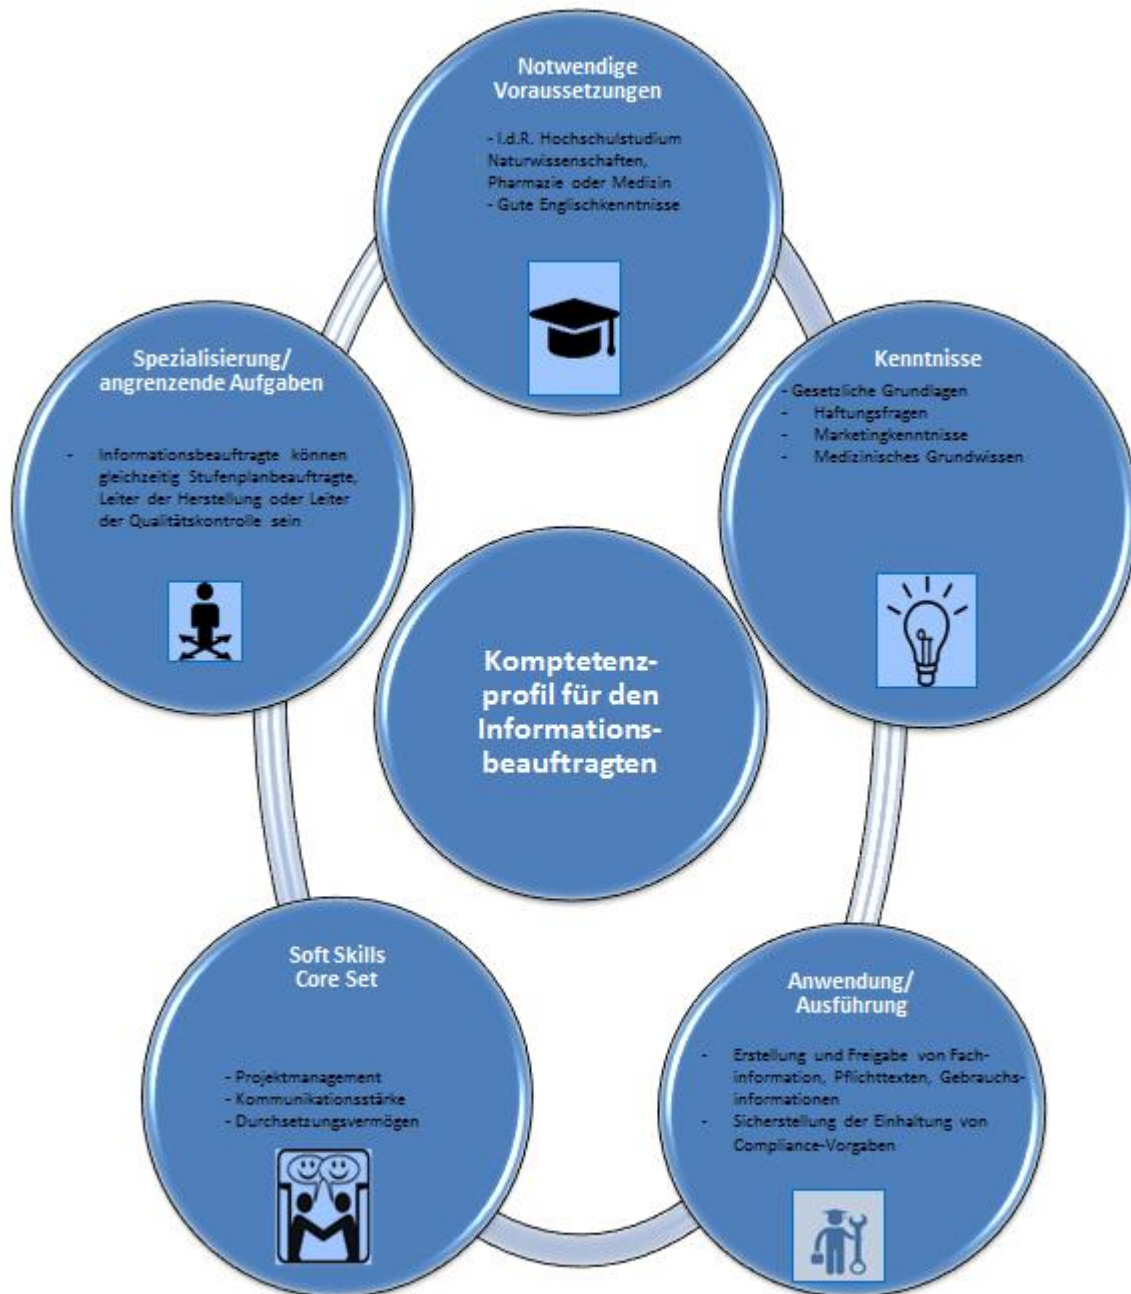 Notwendige
Voraussetzungen
- I.d.R. Hochschulstudium
Naturwissenschaften,
Pharmazie oder Medizin
- Gute Englischkenntnisse
Kenntnisse
- Gesetzliche Grundlagen
- Haftungsfragen
- Marketingkenntnisse
- Medizinisches Grundwissen
Anwendung/
Ausführung
- Erstellung und Freigabe von Fach-
information, Pflichttexten, Gebrauchs-
informationen
- Sicherstellung der Einhaltung von
Compliance-Vorgaben
Soft Skills
Core Set
- Projektmanagement
- Kommunikationsstärke
- Durchsetzungsvermögen
Spezialisierung/
angrenzende Aufgaben
- Informationsbeauftragte können
gleichzeitig Stufenplanbeauftragte,
Leiter der Herstellung oder Leiter
der Qualitätskontrolle sein
Komptetenz-
profil für den
Informations-
beauftragten